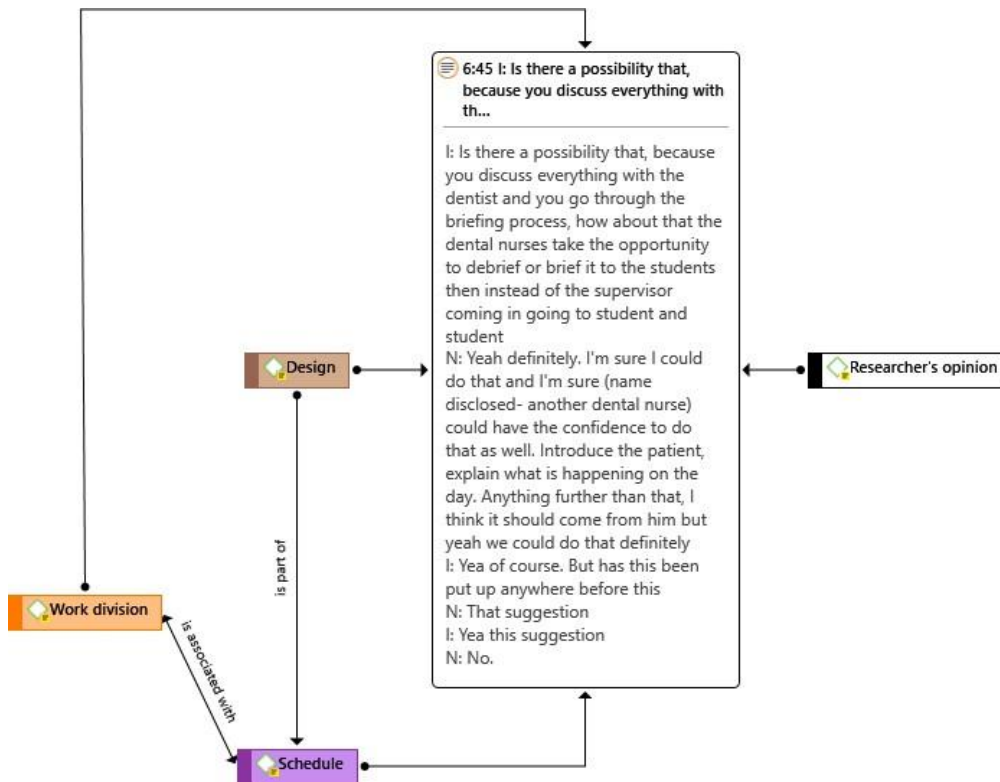 6:45 I: Is there a possibility that,
because you discuss everything with
th...
I: Is there a possibility that, because
you discuss everything with the
dentist and you go through the
briefing process, how about that the
dental nurses take the opportunity
to debrief or brief it to the students
then instead of the supervisor
coming in going to student and
student
N: Yeah definitely. I'm sure I could
do that and I'm sure (name
disclosed- another dental nurse)
could have the confidence to do
that as well. Introduce the patient,
explain what is happening on the
day. Anything further than that, I
think it should come from him but
yeah we could do that definitely
I: Yea of course. But has this been
put up anywhere before this
N: That suggestion
I: Yea this suggestion
N: No.
Design
Researcher's opinion
is part of
Work division
is associated with
Schedule